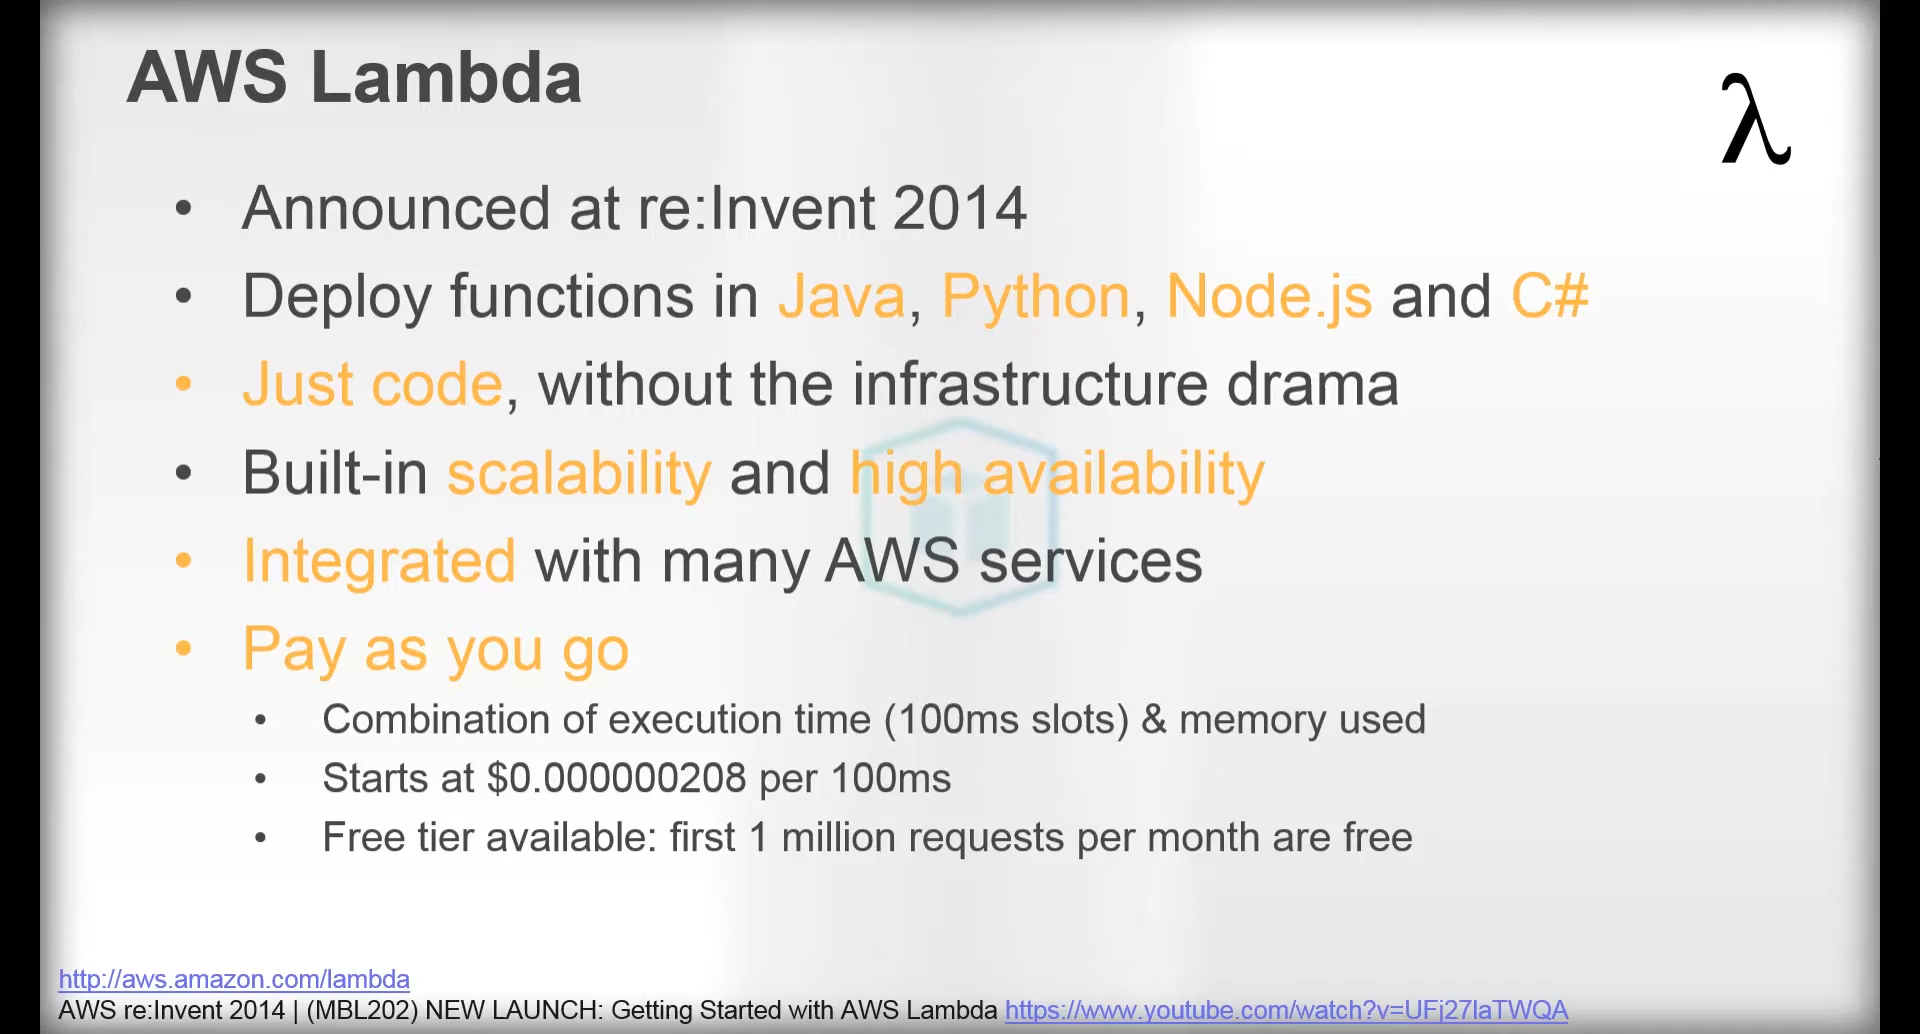 AWS Lambda
λ
• Announced at re:Invent 2014
• Deploy functions in Java, Python, Node.js and C#
• Just code, without the infrastructure drama
• Built-in scalability and high availability
• Integrated with many AWS services
• Pay as you go
• Combination of execution time (100ms slots) & memory used
• Starts at $0.000000208 per 100ms
• Free tier available: first 1 million requests per month are free
http://aws.amazon.com/lambda
AWS re:Invent 2014 | (MBL202) NEW LAUNCH: Getting Started with AWS Lambda https://www.youtube.com/watch?v=UFj27laTWQA